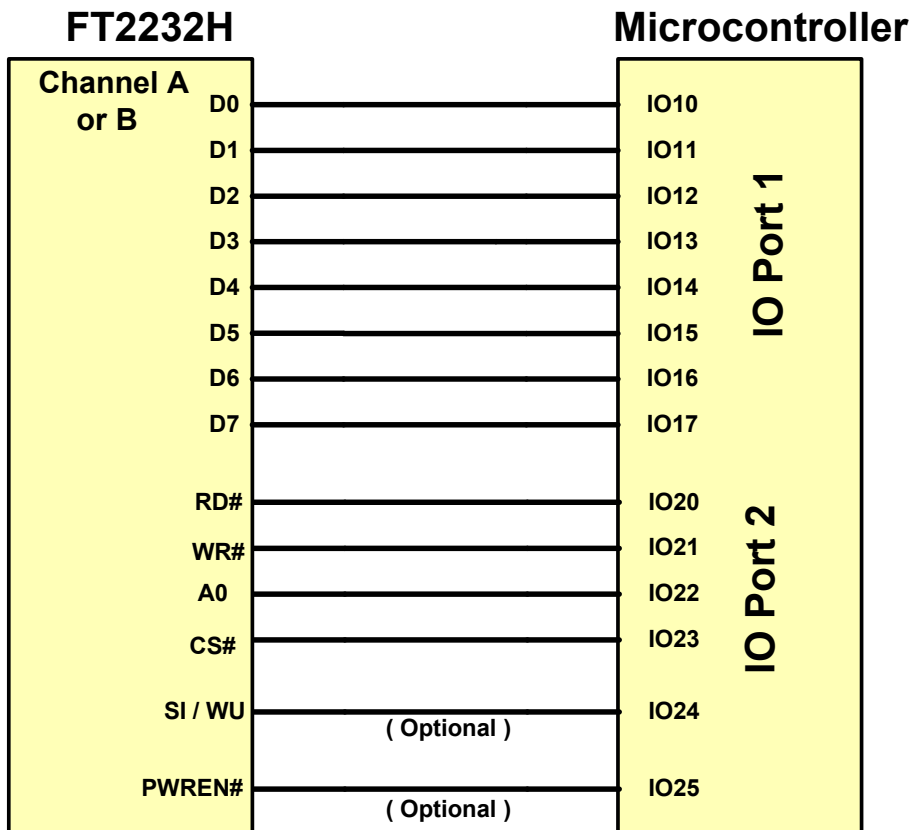 FT2232H
Microcontroller
Channel A
or B
D0
IO10
D1
IO11
D2
IO12
D3
IO13
D4
IO14
D5
IO15
D6
IO16
D7
IO17
IO Port 1
RD#
IO20
WR#
IO21
A0
IO22
CS#
IO23
SI / WU
IO24
( Optional )
PWREN#
IO25
( Optional )
IO Port 2